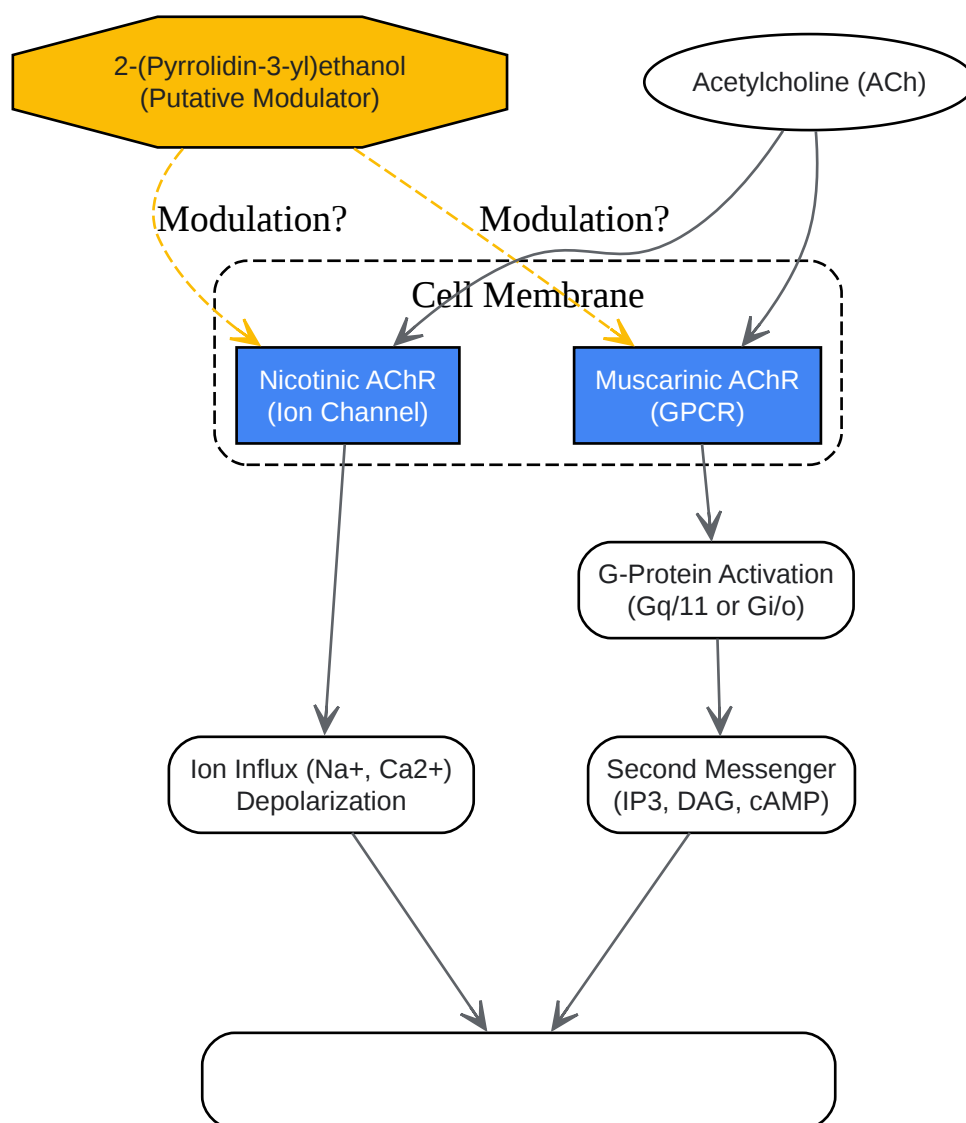 2-(Pyrrolidin-3-yl)ethanol
(Putative Modulator)
Acetylcholine (ACh)
Modulation?
Modulation?
Cell Membrane
Nicotinic AChR
(Ion Channel)
Muscarinic AChR
(GPCR)
G-Protein Activation
(Gq/11 or Gi/o)
Ion Influx (Na+, Ca2+)
Depolarization
Second Messenger
(IP3, DAG, cAMP)